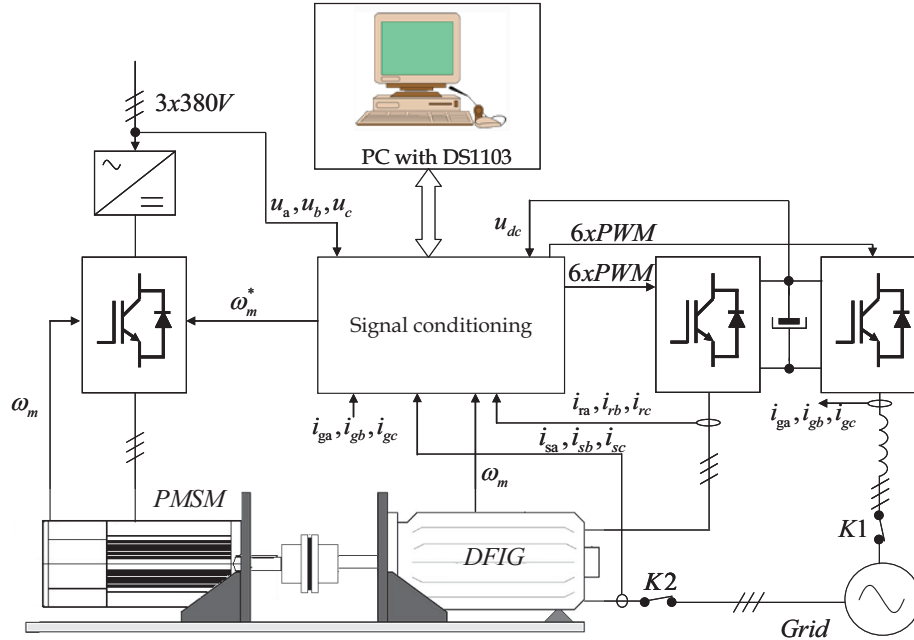 3x380V
PC with DS1103
u_a, u_b, u_c
u_dc
6xPWM
6xPWM
ω*_m
Signal conditioning
ω_m
i_ga, i_gb, i_gc
i_ra, i_rb, i_rc
i_ga, i_gb, i_gc
i_sa, i_sb, i_sc
ω_m
PMSM
DFIG
K1
K2
Grid